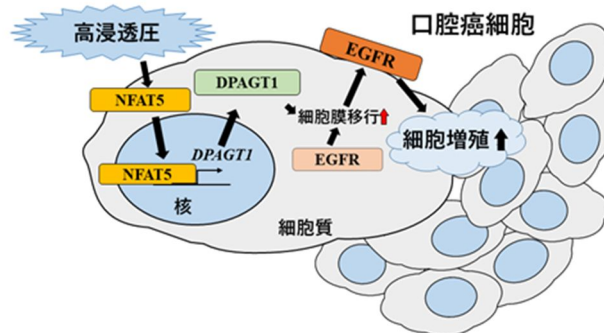 高浸透圧
口腔癌細胞
EGFR
NFAT5
DPAGT1
細胞膜移行⬆
細胞増殖⬆
DPAGT1
EGFR
NFAT5
核
細胞質